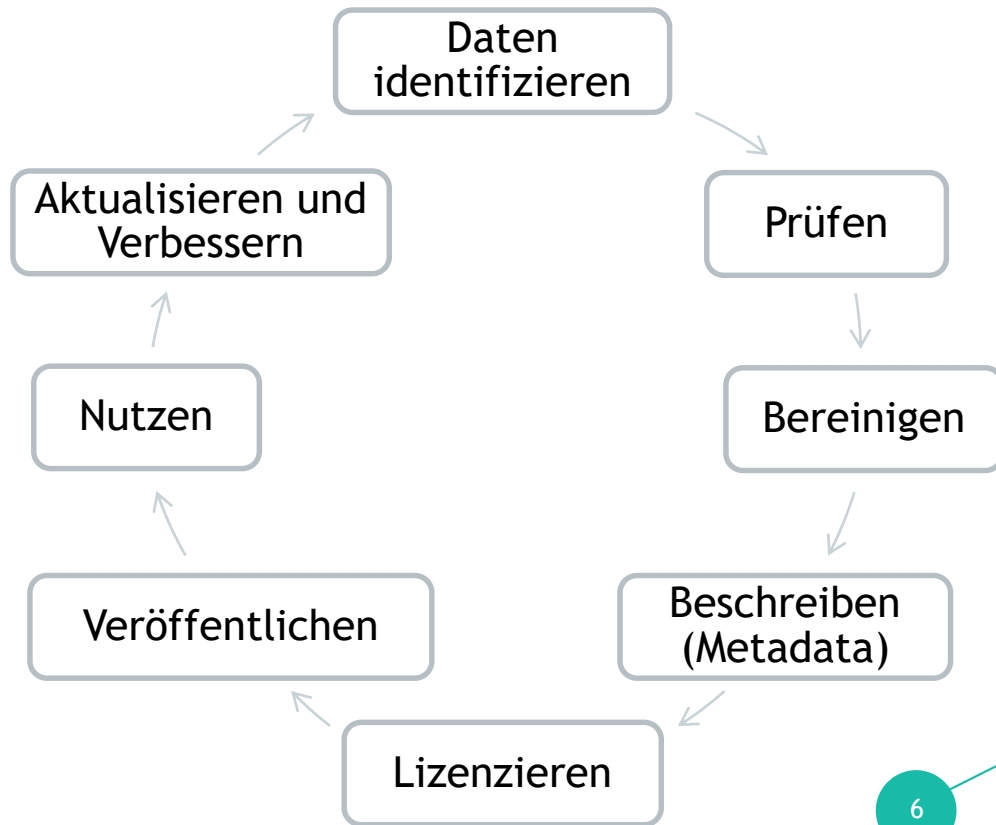 Daten
identifizieren
Prüfen
Bereinigen
Beschreiben
(Metadata)
Lizenzieren
Veröffentlichen
Nutzen
Aktualisieren und
Verbessern
6